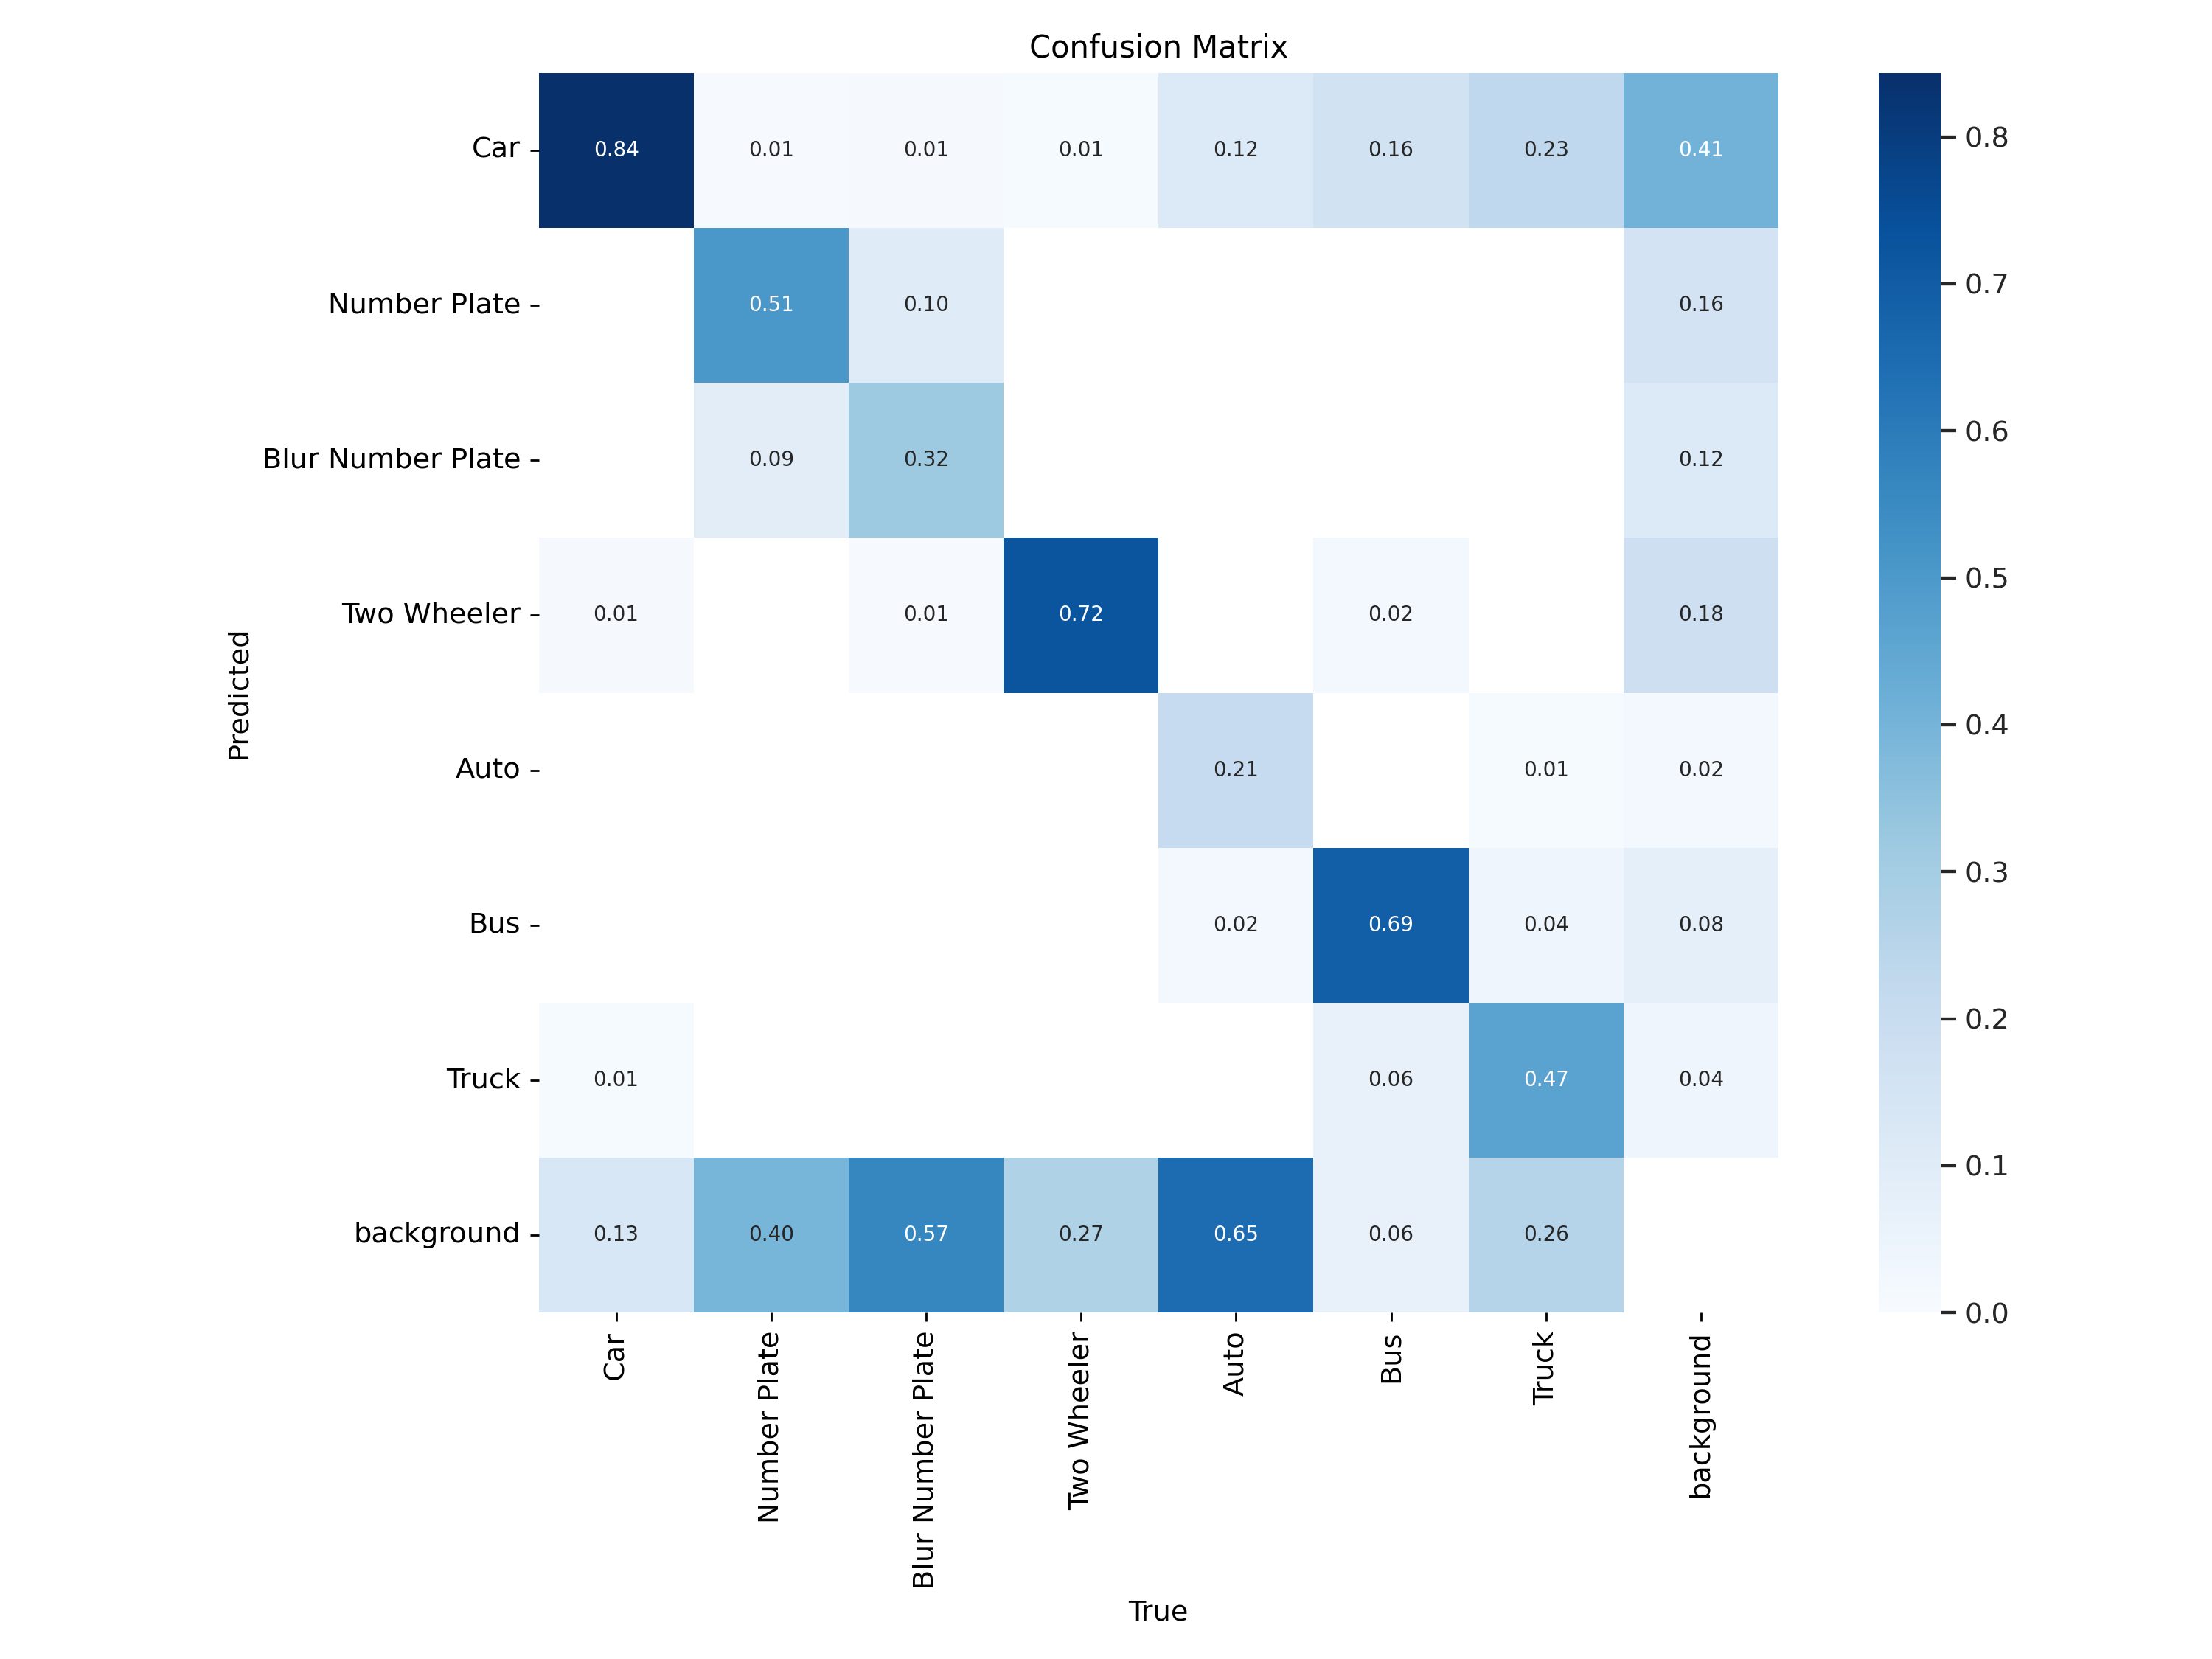 Confusion Matrix
Car 0.84 0.01 0.01 0.01 0.12 0.16 0.23 0.41
Number Plate 0.51 0.10 0.16
Blur Number Plate 0.09 0.32 0.12
Two Wheeler 0.01 0.01 0.72 0.02 0.18
Auto 0.21 0.01 0.02
Bus 0.02 0.69 0.04 0.08
Truck 0.01 0.06 0.47 0.04
background 0.13 0.40 0.57 0.27 0.65 0.06 0.26
Predicted
Car
Number Plate
Blur Number Plate
Two Wheeler
Auto
Bus
Truck
background
True
0.8
0.7
0.6
0.5
0.4
0.3
0.2
0.1
0.0